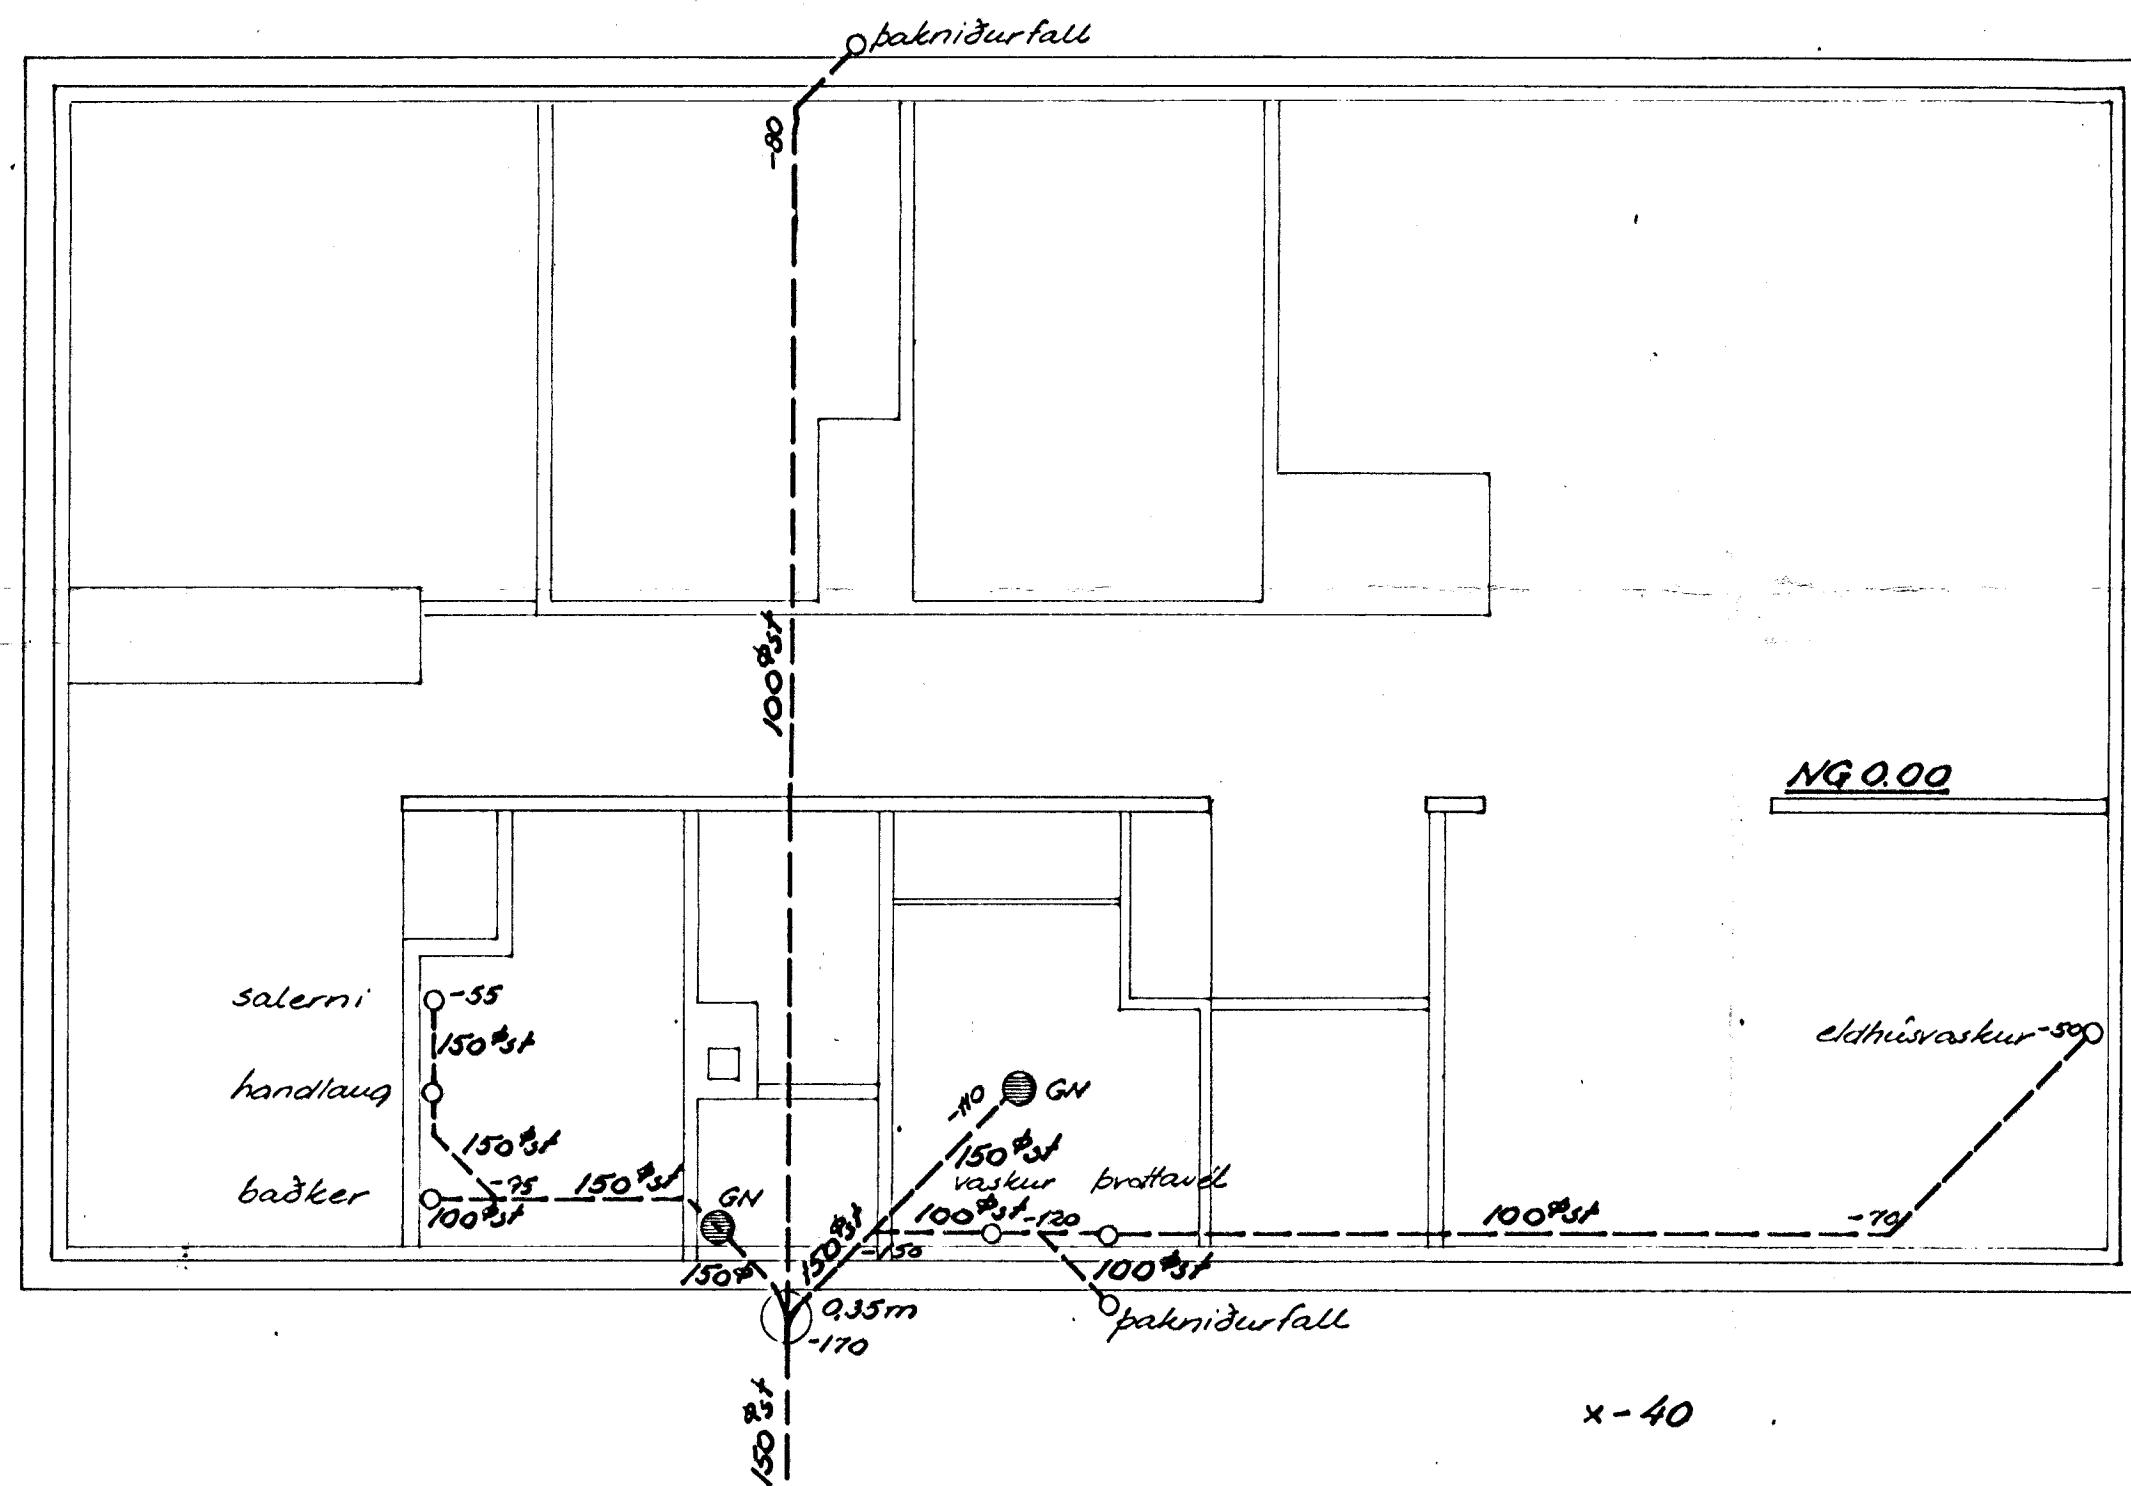 þakniðurfall
-80
100⌀st
NG 0.00
salerni
-55
150⌀st
eldhúsvaskur -50
handlaug
-110
GN
150⌀st
150⌀st
vaskur
þvottavél
baðker
-75
150⌀st
GN
100⌀st
100⌀st
-120
100⌀st
-70
150⌀st
150⌀
100⌀st
0,35m
þakniðurfall
-170
150⌀st
x-40